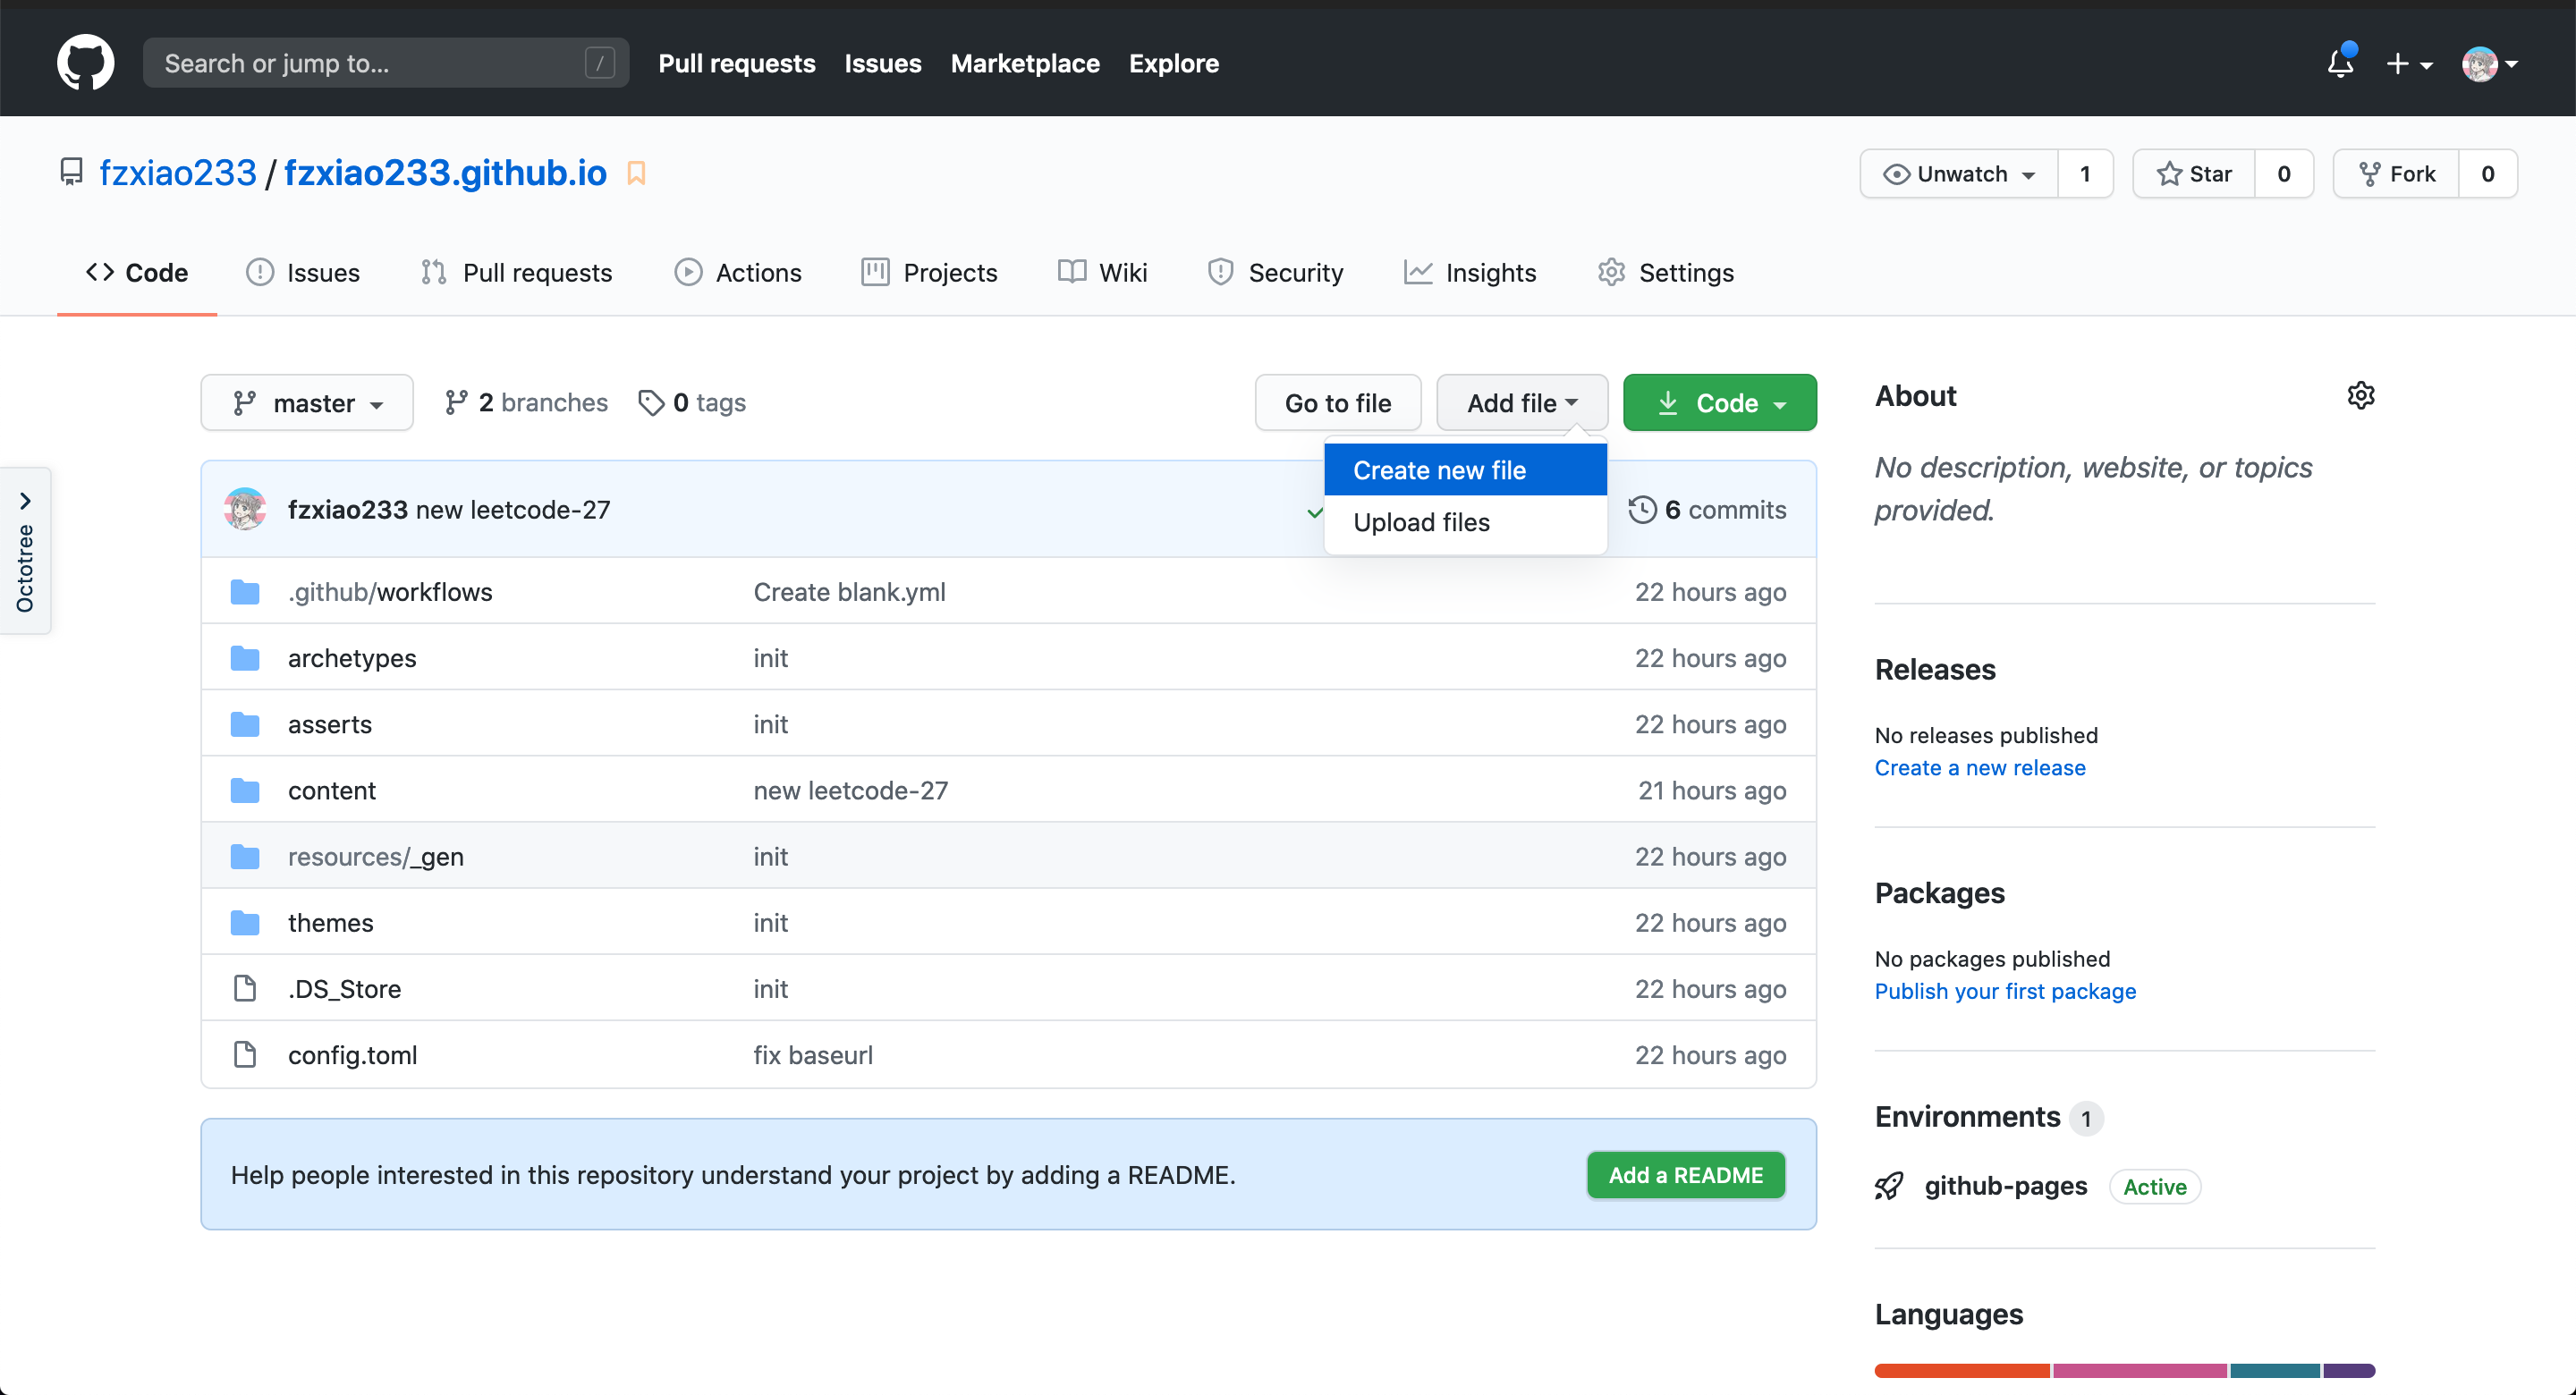 Search or jump to... /
Pull requests Issues Marketplace Explore
fzxiao233 / fzxiao233.github.io
Unwatch 1 Star 0 Fork 0
Code Issues Pull requests Actions Projects Wiki Security Insights Settings
master 2 branches 0 tags
Go to file Add file Code
Create new file
Upload files
fzxiao233 new leetcode-27 6 commits
.github/workflows Create blank.yml 22 hours ago
archetypes init 22 hours ago
asserts init 22 hours ago
content new leetcode-27 21 hours ago
resources/_gen init 22 hours ago
themes init 22 hours ago
.DS_Store init 22 hours ago
config.toml fix baseurl 22 hours ago
Help people interested in this repository understand your project by adding a README. Add a README
Octotree
About
No description, website, or topics
provided.
Releases
No releases published
Create a new release
Packages
No packages published
Publish your first package
Environments 1
github-pages Active
Languages